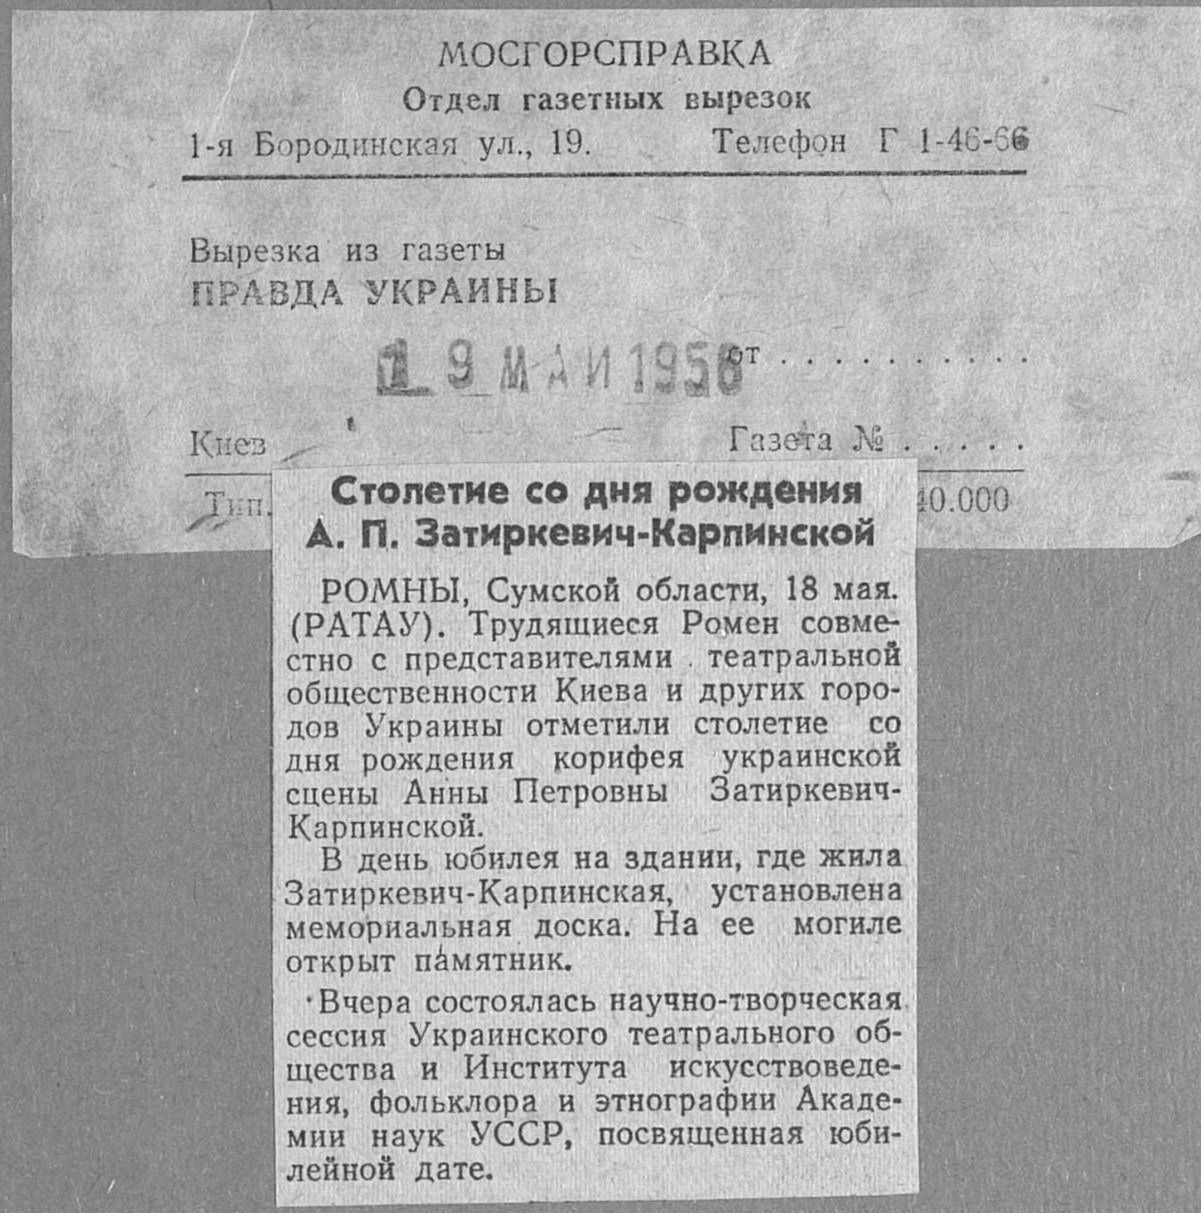 МОСГОРСПРАВКА
Отдел газетных вырезок
1-я Бородинская ул., 19. Телефон Г 1-46-66
Вырезка из газеты
ПРАВДА УКРАИНЫ
19 МАЙ 1956 от . . . . . . . . . .
Киев Газета № . . . . .
Тип. 40.000
Столетие со дня рождения
А. П. Затиркевич-Карпинской
РОМНЫ, Сумской области, 18 мая.
(РАТАУ). Трудящиеся Ромен совме-
стно с представителями театральной
общественности Киева и других горо-
дов Украины отметили столетие со
дня рождения корифея украинской
сцены Анны Петровны Затиркевич-
Карпинской.
В день юбилея на здании, где жила
Затиркевич-Карпинская, установлена
мемориальная доска. На ее могиле
открыт памятник.
Вчера состоялась научно-творческая
сессия Украинского театрального об-
щества и Института искусствоведе-
ния, фольклора и этнографии Акаде-
мии наук УССР, посвященная юби-
лейной дате.